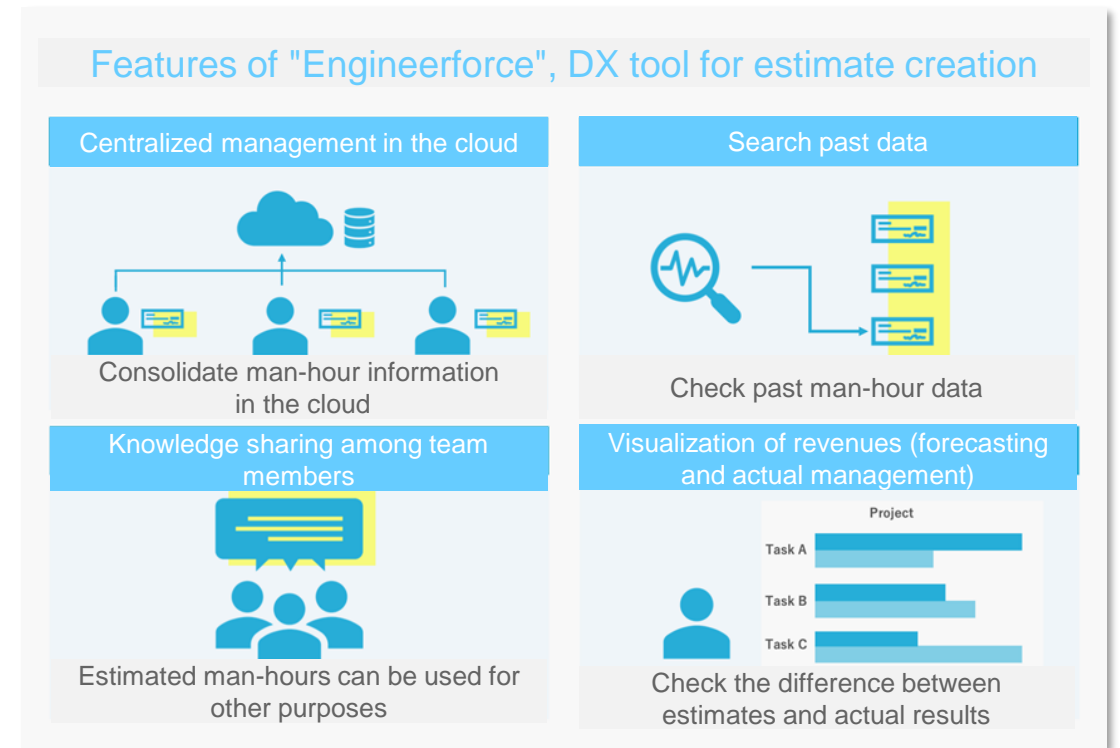 Features of "Engineerforce", DX tool for estimate creation
Centralized management in the cloud
Consolidate man-hour information
in the cloud
Search past data
Check past man-hour data
Knowledge sharing among team
members
Estimated man-hours can be used for
other purposes
Visualization of revenues (forecasting
and actual management)
Project
Task A
Task B
Task C
Check the difference between
estimates and actual results